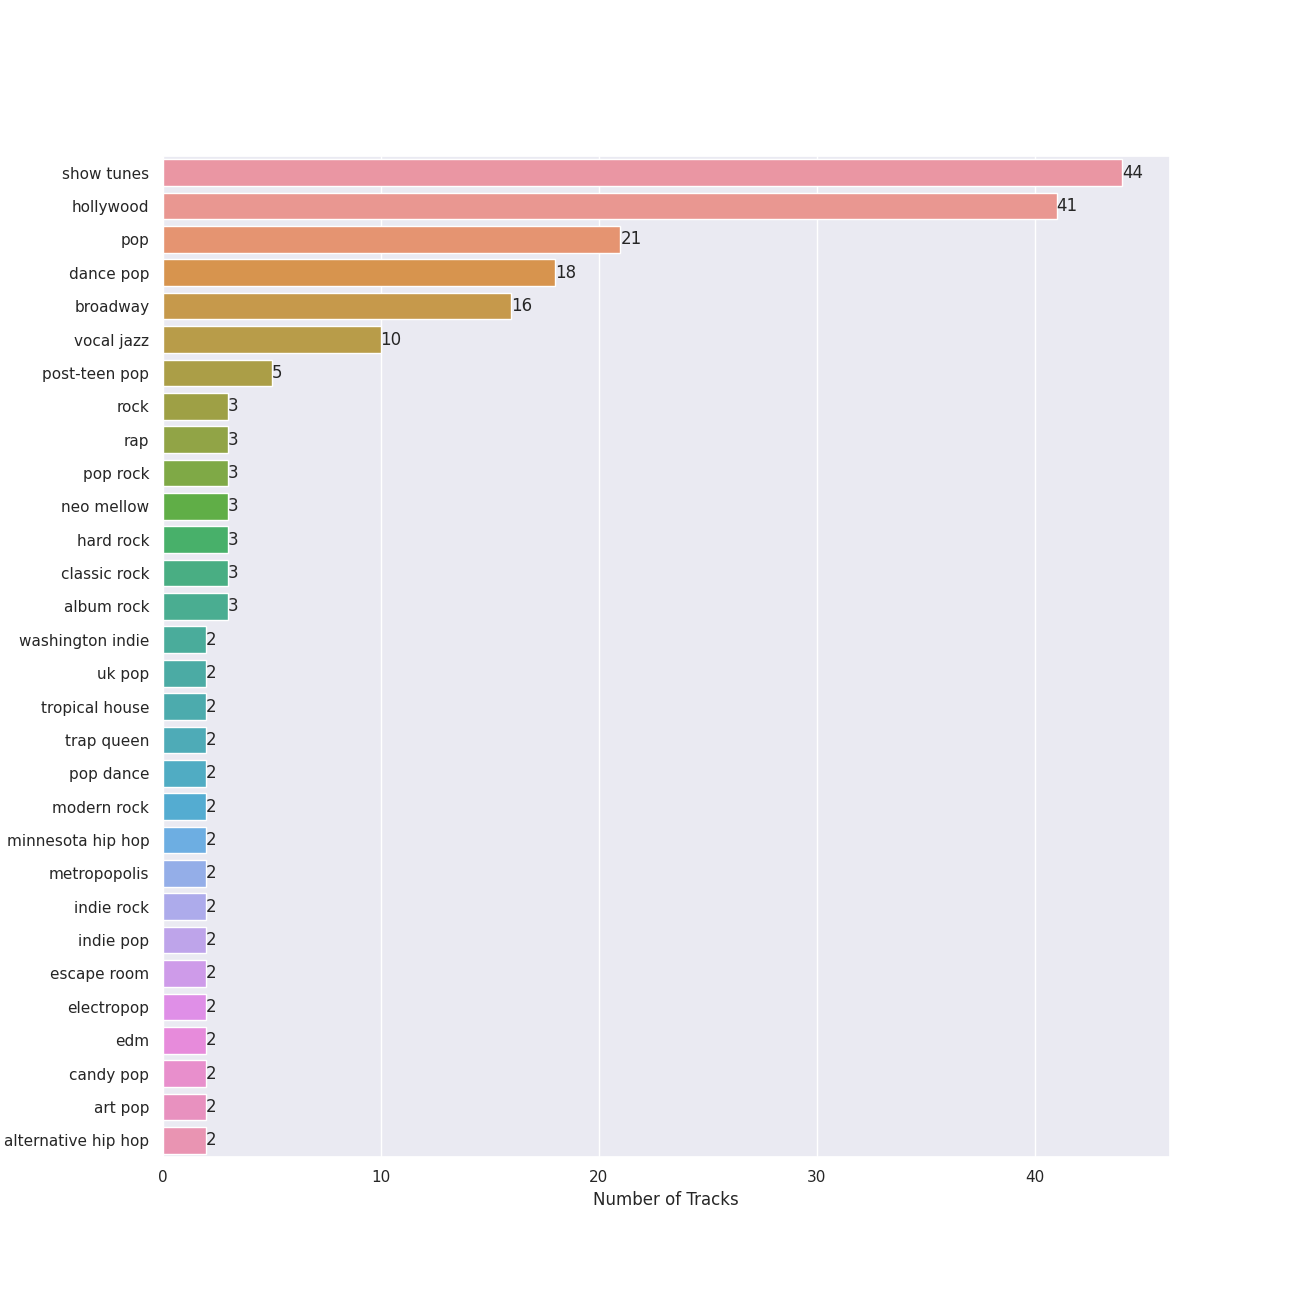 show tunes 44
hollywood 41
pop 21
dance pop 18
broadway 16
vocal jazz 10
post-teen pop 5
rock 3
rap 3
pop rock 3
neo mellow 3
hard rock 3
classic rock 3
album rock 3
washington indie 2
uk pop 2
tropical house 2
trap queen 2
pop dance 2
modern rock 2
minnesota hip hop 2
metropopolis 2
indie rock 2
indie pop 2
escape room 2
electropop 2
edm 2
candy pop 2
art pop 2
alternative hip hop 2
0 10 20 30 40
Number of Tracks